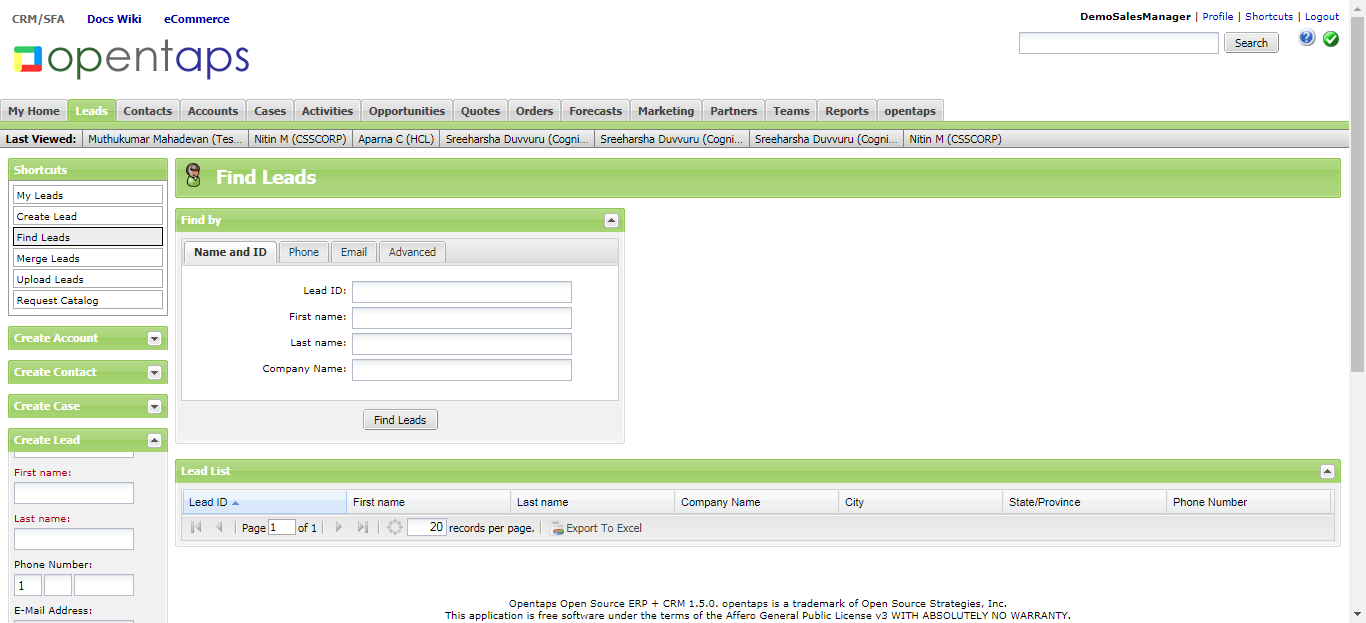 CRM/SFA Docs Wiki eCommerce
DemoSalesManager | Profile | Shortcuts | Logout
opentaps
Search
My Home Leads Contacts Accounts Cases Activities Opportunities Quotes Orders Forecasts Marketing Partners Teams Reports opentaps
Last Viewed: Muthukumar Mahadevan (Tes... Nitin M (CSSCORP) Aparna C (HCL) Sreeharsha Duvvuru (Cogni... Sreeharsha Duvvuru (Cogni... Sreeharsha Duvvuru (Cogni... Nitin M (CSSCORP)
Shortcuts
My Leads
Create Lead
Find Leads
Merge Leads
Upload Leads
Request Catalog
Create Account
Create Contact
Create Case
Create Lead
First name:
Last name:
Phone Number:
1
E-Mail Address:
Find Leads
Find by
Name and ID Phone Email Advanced
Lead ID:
First name:
Last name:
Company Name:
Find Leads
Lead List
Lead ID First name Last name Company Name City State/Province Phone Number
Page 1 of 1 20 records per page. Export To Excel
Opentaps Open Source ERP + CRM 1.5.0. opentaps is a trademark of Open Source Strategies, Inc.
This application is free software under the terms of the Affero General Public License v3 WITH ABSOLUTELY NO WARRANTY.